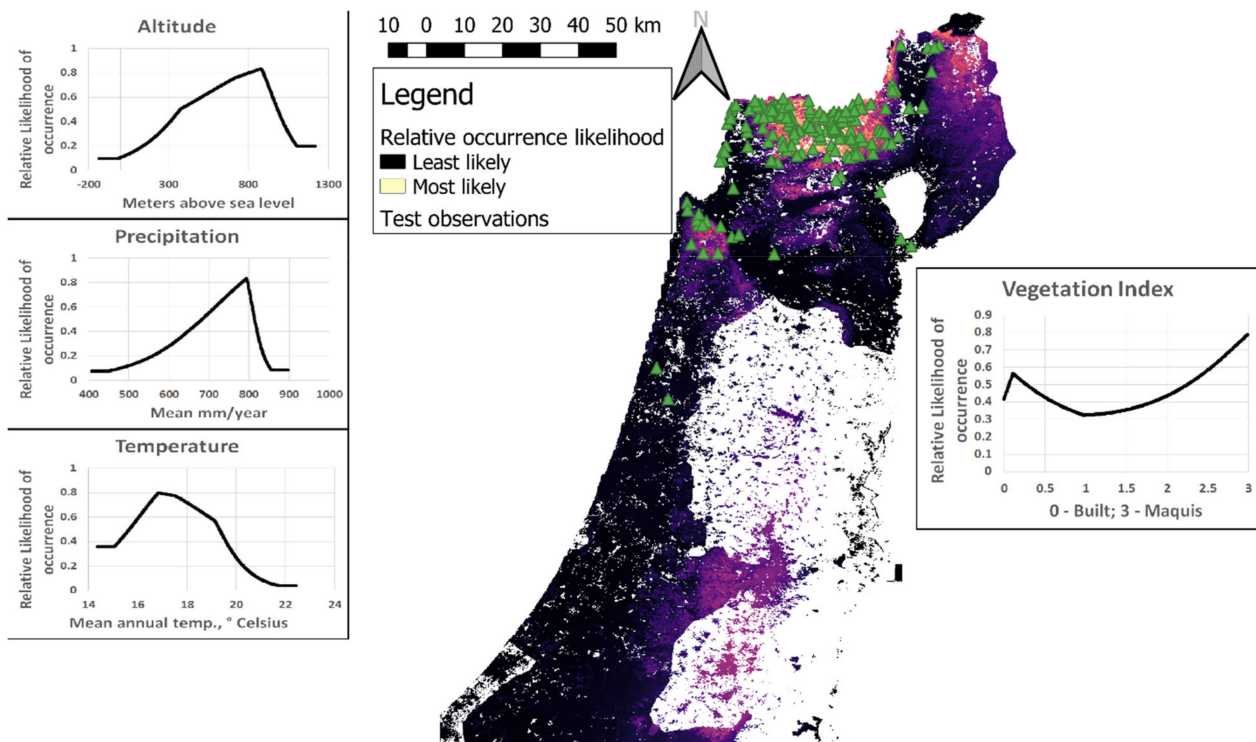 Altitude
Relative Likelihood of
occurrence
1
0.8
0.6
0.4
0.2
0
-200 300 800 1300
Meters above sea level
Precipitation
Relative Likelihood of
occurrence
1
0.8
0.6
0.4
0.2
0
400 500 600 700 800 900 1000
Mean mm/year
Temperature
Relative Likelihood of
occurrence
1
0.8
0.6
0.4
0.2
0
14 16 18 20 22 24
Mean annual temp., ° Celsius
10 0 10 20 30 40 50 km
N
Legend
Relative occurrence likelihood
Least likely
Most likely
Test observations
Vegetation Index
Relative Likelihood of
occurrence
0.9
0.8
0.7
0.6
0.5
0.4
0.3
0.2
0.1
0
0 0.5 1 1.5 2 2.5 3
0 - Built; 3 - Maquis